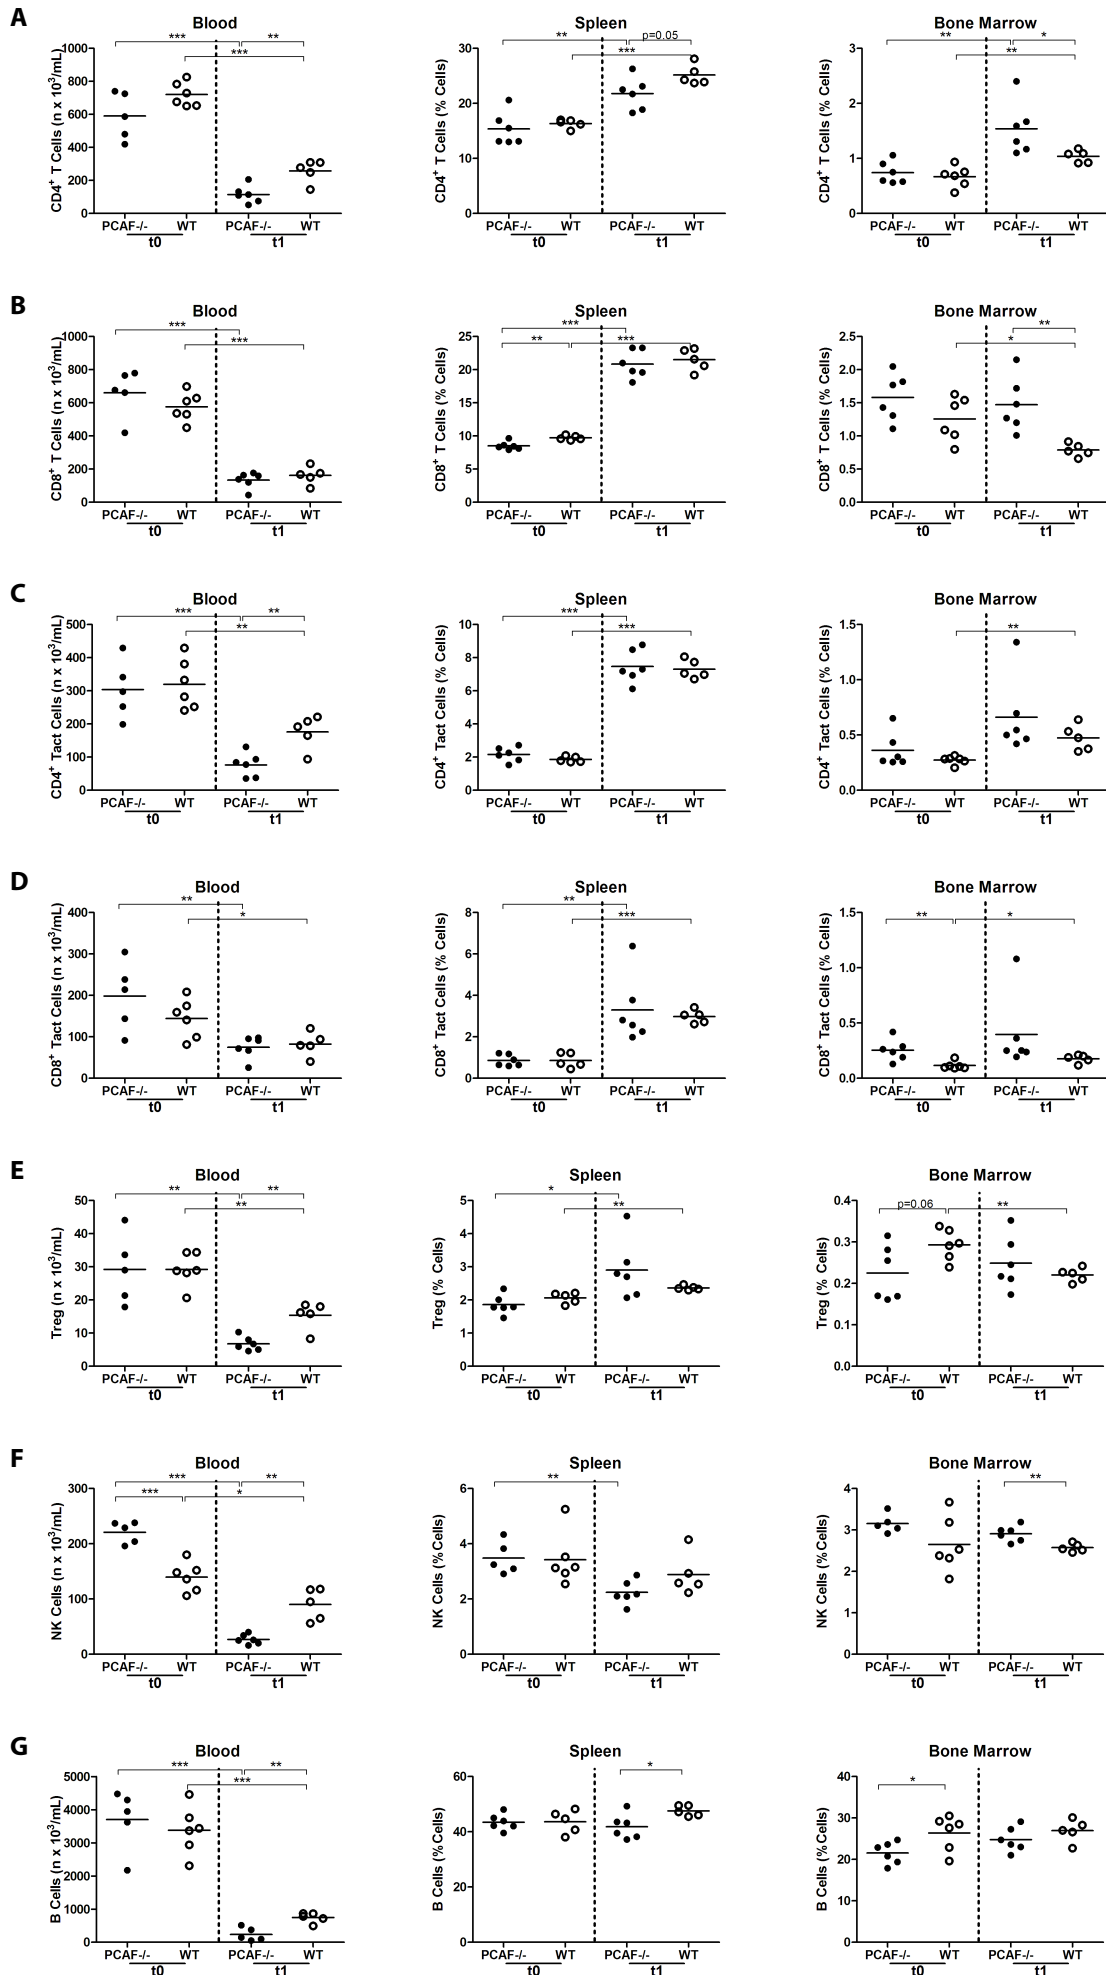 A
Blood
Spleen
Bone Marrow
*** **
***
** p=0.05
***
** *
**
CD4+ T Cells (n x 10³/mL)
1000
800
600
400
200
0
PCAF-/- WT PCAF-/- WT
t0 t1
CD4+ T Cells (% Cells)
30
20
10
0
PCAF-/- WT PCAF-/- WT
t0 t1
CD4+ T Cells (% Cells)
3
2
1
0
PCAF-/- WT PCAF-/- WT
t0 t1
B
Blood
Spleen
Bone Marrow
***
***
***
** ***
**
*
CD8+ T Cells (n x 10³/mL)
1000
800
600
400
200
0
PCAF-/- WT PCAF-/- WT
t0 t1
CD8+ T Cells (% Cells)
25
20
15
10
5
0
PCAF-/- WT PCAF-/- WT
t0 t1
CD8+ T Cells (% Cells)
2.5
2.0
1.5
1.0
0.5
0.0
PCAF-/- WT PCAF-/- WT
t0 t1
C
Blood
Spleen
Bone Marrow
*** **
**
***
***
**
CD4+ Tact Cells (n x 10³/mL)
500
400
300
200
100
0
PCAF-/- WT PCAF-/- WT
t0 t1
CD4+ Tact Cells (% Cells)
10
8
6
4
2
0
PCAF-/- WT PCAF-/- WT
t0 t1
CD4+ Tact Cells (% Cells)
1.5
1.0
0.5
0.0
PCAF-/- WT PCAF-/- WT
t0 t1
D
Blood
Spleen
Bone Marrow
**
*
**
***
** *
CD8+ Tact Cells (n x 10³/mL)
400
300
200
100
0
PCAF-/- WT PCAF-/- WT
t0 t1
CD8+ Tact Cells (% Cells)
8
6
4
2
0
PCAF-/- WT PCAF-/- WT
t0 t1
CD8+ Tact Cells (% Cells)
1.5
1.0
0.5
0.0
PCAF-/- WT PCAF-/- WT
t0 t1
E
Blood
Spleen
Bone Marrow
** **
**
*
**
p=0.06 **
Treg (n x 10³/mL)
50
40
30
20
10
0
PCAF-/- WT PCAF-/- WT
t0 t1
Treg (% Cells)
5
4
3
2
1
0
PCAF-/- WT PCAF-/- WT
t0 t1
Treg (% Cells)
0.4
0.3
0.2
0.1
0.0
PCAF-/- WT PCAF-/- WT
t0 t1
F
Blood
Spleen
Bone Marrow
*** **
*** *
**
**
NK Cells (n x 10³/mL)
300
200
100
0
PCAF-/- WT PCAF-/- WT
t0 t1
NK Cells (%Cells)
6
4
2
0
PCAF-/- WT PCAF-/- WT
t0 t1
NK Cells (%Cells)
4
3
2
1
0
PCAF-/- WT PCAF-/- WT
t0 t1
G
Blood
Spleen
Bone Marrow
*** **
***
*
*
B Cells (n x 10³/mL)
5000
4000
3000
2000
1000
0
PCAF-/- WT PCAF-/- WT
t0 t1
B Cells (%Cells)
60
40
20
0
PCAF-/- WT PCAF-/- WT
t0 t1
B Cells (%Cells)
40
30
20
10
0
PCAF-/- WT PCAF-/- WT
t0 t1